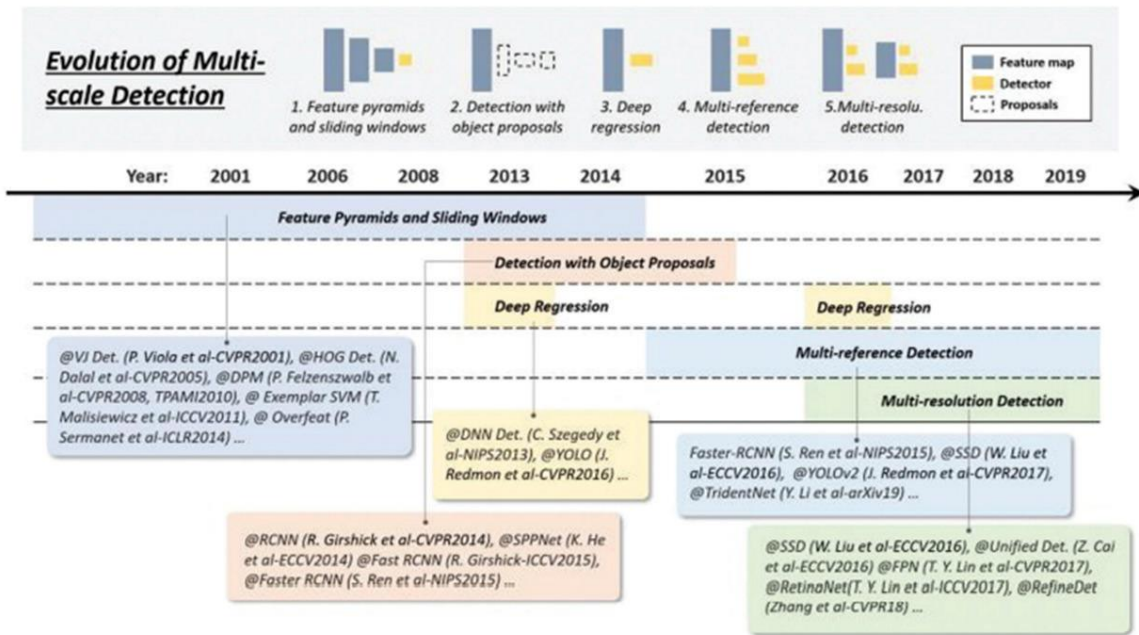 Evolution of Multi-
scale Detection
1. Feature pyramids
and sliding windows
2. Detection with
object proposals
3. Deep
regression
4. Multi-reference
detection
5.Multi-resolu.
detection
Feature map
Detector
Proposals
Year: 2001 2006 2008 2013 2014 2015 2016 2017 2018 2019
Feature Pyramids and Sliding Windows
Detection with Object Proposals
Deep Regression
Deep Regression
Multi-reference Detection
Multi-resolution Detection
@VJ Det. (P. Viola et al-CVPR2001), @HOG Det. (N.
Dalal et al-CVPR2005), @DPM (P. Felzenszwalb et
al-CVPR2008, TPAMI2010), @ Exemplar SVM (T.
Malisiewicz et al-ICCV2011), @ Overfeat (P.
Sermanet et al-ICLR2014) ...
@DNN Det. (C. Szegedy et
al-NIPS2013), @YOLO (J.
Redmon et al-CVPR2016) ...
Faster-RCNN (S. Ren et al-NIPS2015), @SSD (W. Liu
et al-ECCV2016), @YOLOv2 (J. Redmon et al-CVPR2017),
@TridentNet (Y. Li et al-arXiv19) ...
@RCNN (R. Girshick et al-CVPR2014), @SPPNet (K. He
et al-ECCV2014) @Fast RCNN (R. Girshick-ICCV2015),
@Faster RCNN (S. Ren et al-NIPS2015) ...
@SSD (W. Liu et al-ECCV2016), @Unified Det. (Z. Cai
et al-ECCV2016) @FPN (T. Y. Lin et al-CVPR2017),
@RetinaNet(T. Y. Lin et al-ICCV2017), @RefineDet
(Zhang et al-CVPR18) ...